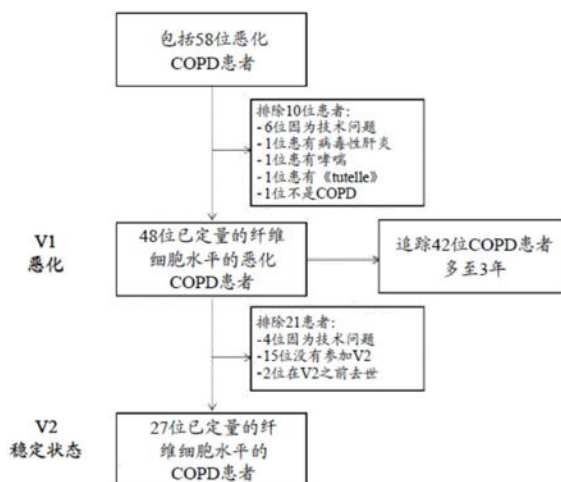 包括58位恶化
COPD患者
排除10位患者：
-6位因为技术问题
-1位患有病毒性肝炎
-1位患有哮喘
-1位患有《tutelle》
-1位不是COPD
V1
恶化
48位已定量的纤维
细胞水平的恶化
COPD患者
追踪42位COPD患者
多至3年
排除21患者：
-4位因为技术问题
-15位没有参加V2
-2位在V2之前去世
V2
稳定状态
27位已定量的纤
维细胞水平的
COPD患者